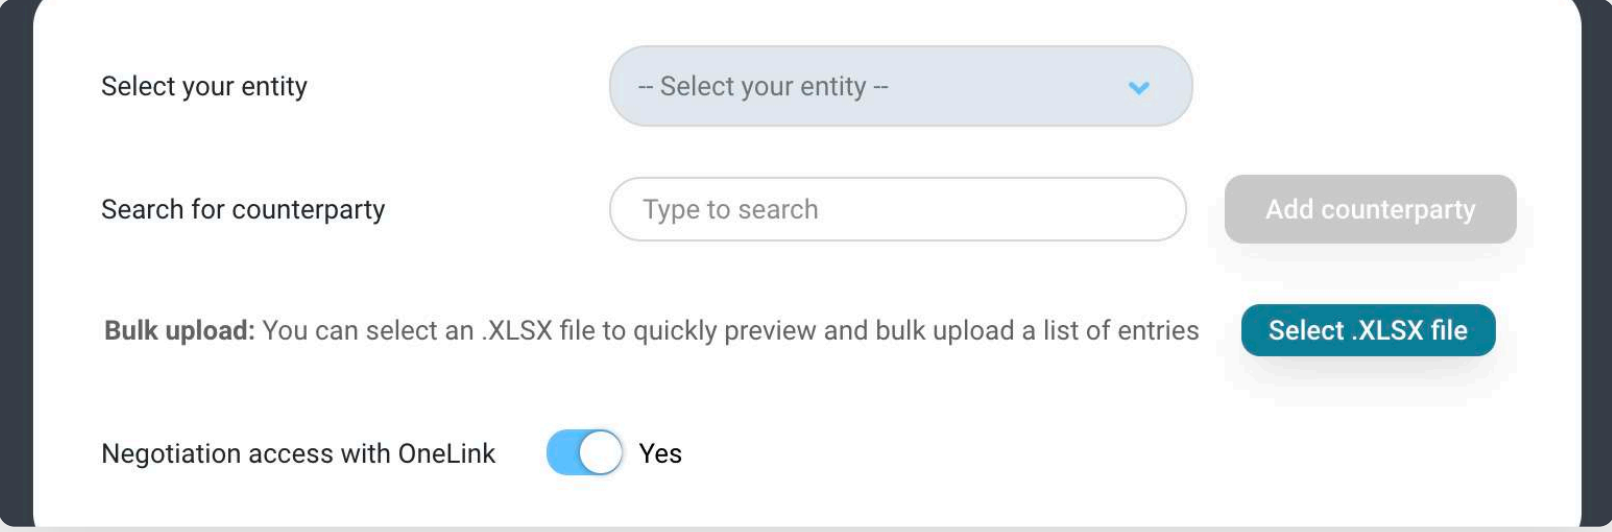 Select your entity
-- Select your entity --
Search for counterparty
Type to search
Add counterparty
Bulk upload: You can select an .XLSX file to quickly preview and bulk upload a list of entries
Select .XLSX file
Negotiation access with OneLink
Yes